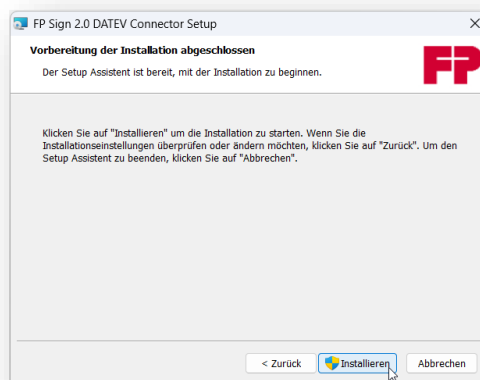 FP Sign 2.0 DATEV Connector Setup
Vorbereitung der Installation abgeschlossen
Der Setup Assistent ist bereit, mit der Installation zu beginnen.
FP
Klicken Sie auf "Installieren" um die Installation zu starten. Wenn Sie die
Installationseinstellungen überprüfen oder ändern möchten, klicken Sie auf "Zurück". Um den
Setup Assistent zu beenden, klicken Sie auf "Abbrechen".
< Zurück Installieren Abbrechen